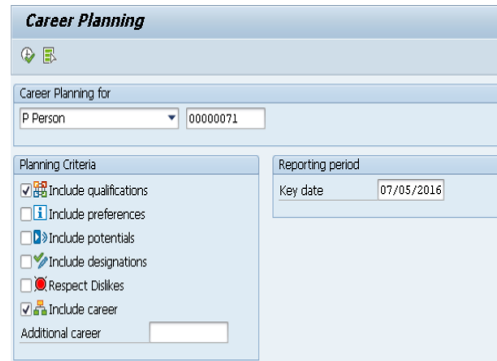 Career Planning
Career Planning for
P Person 00000071
Planning Criteria
Include qualifications
Include preferences
Include potentials
Include designations
Respect Dislikes
Include career
Additional career
Reporting period
Key date 07/05/2016